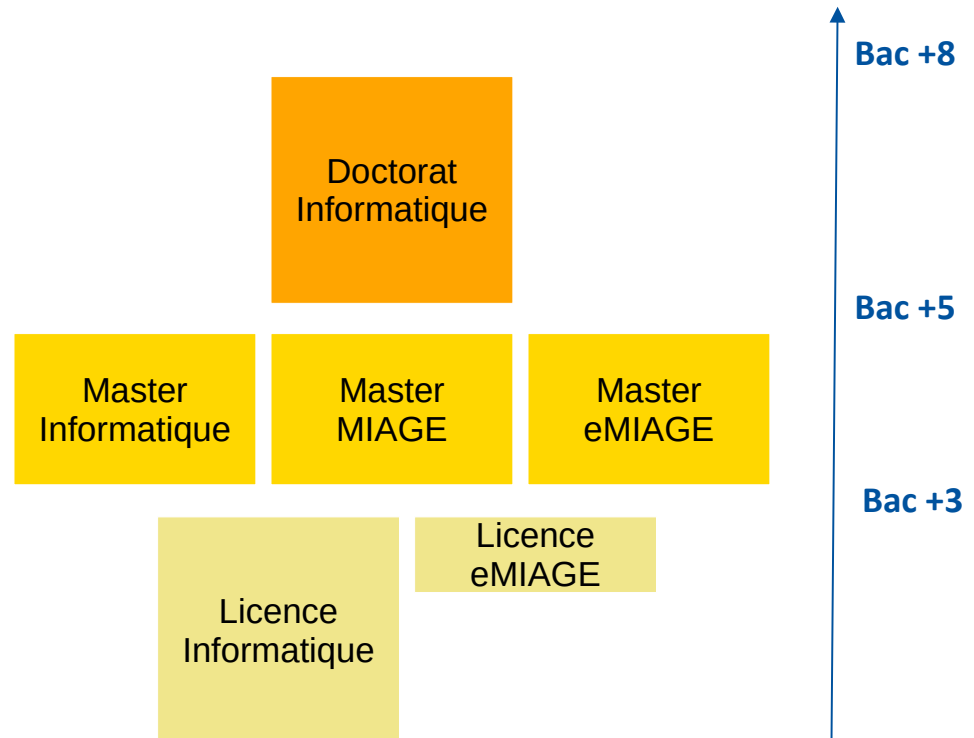 Bac +8
Doctorat
Informatique
Bac +5
Master
Informatique
Master
MIAGE
Master
eMIAGE
Bac +3
Licence
eMIAGE
Licence
Informatique